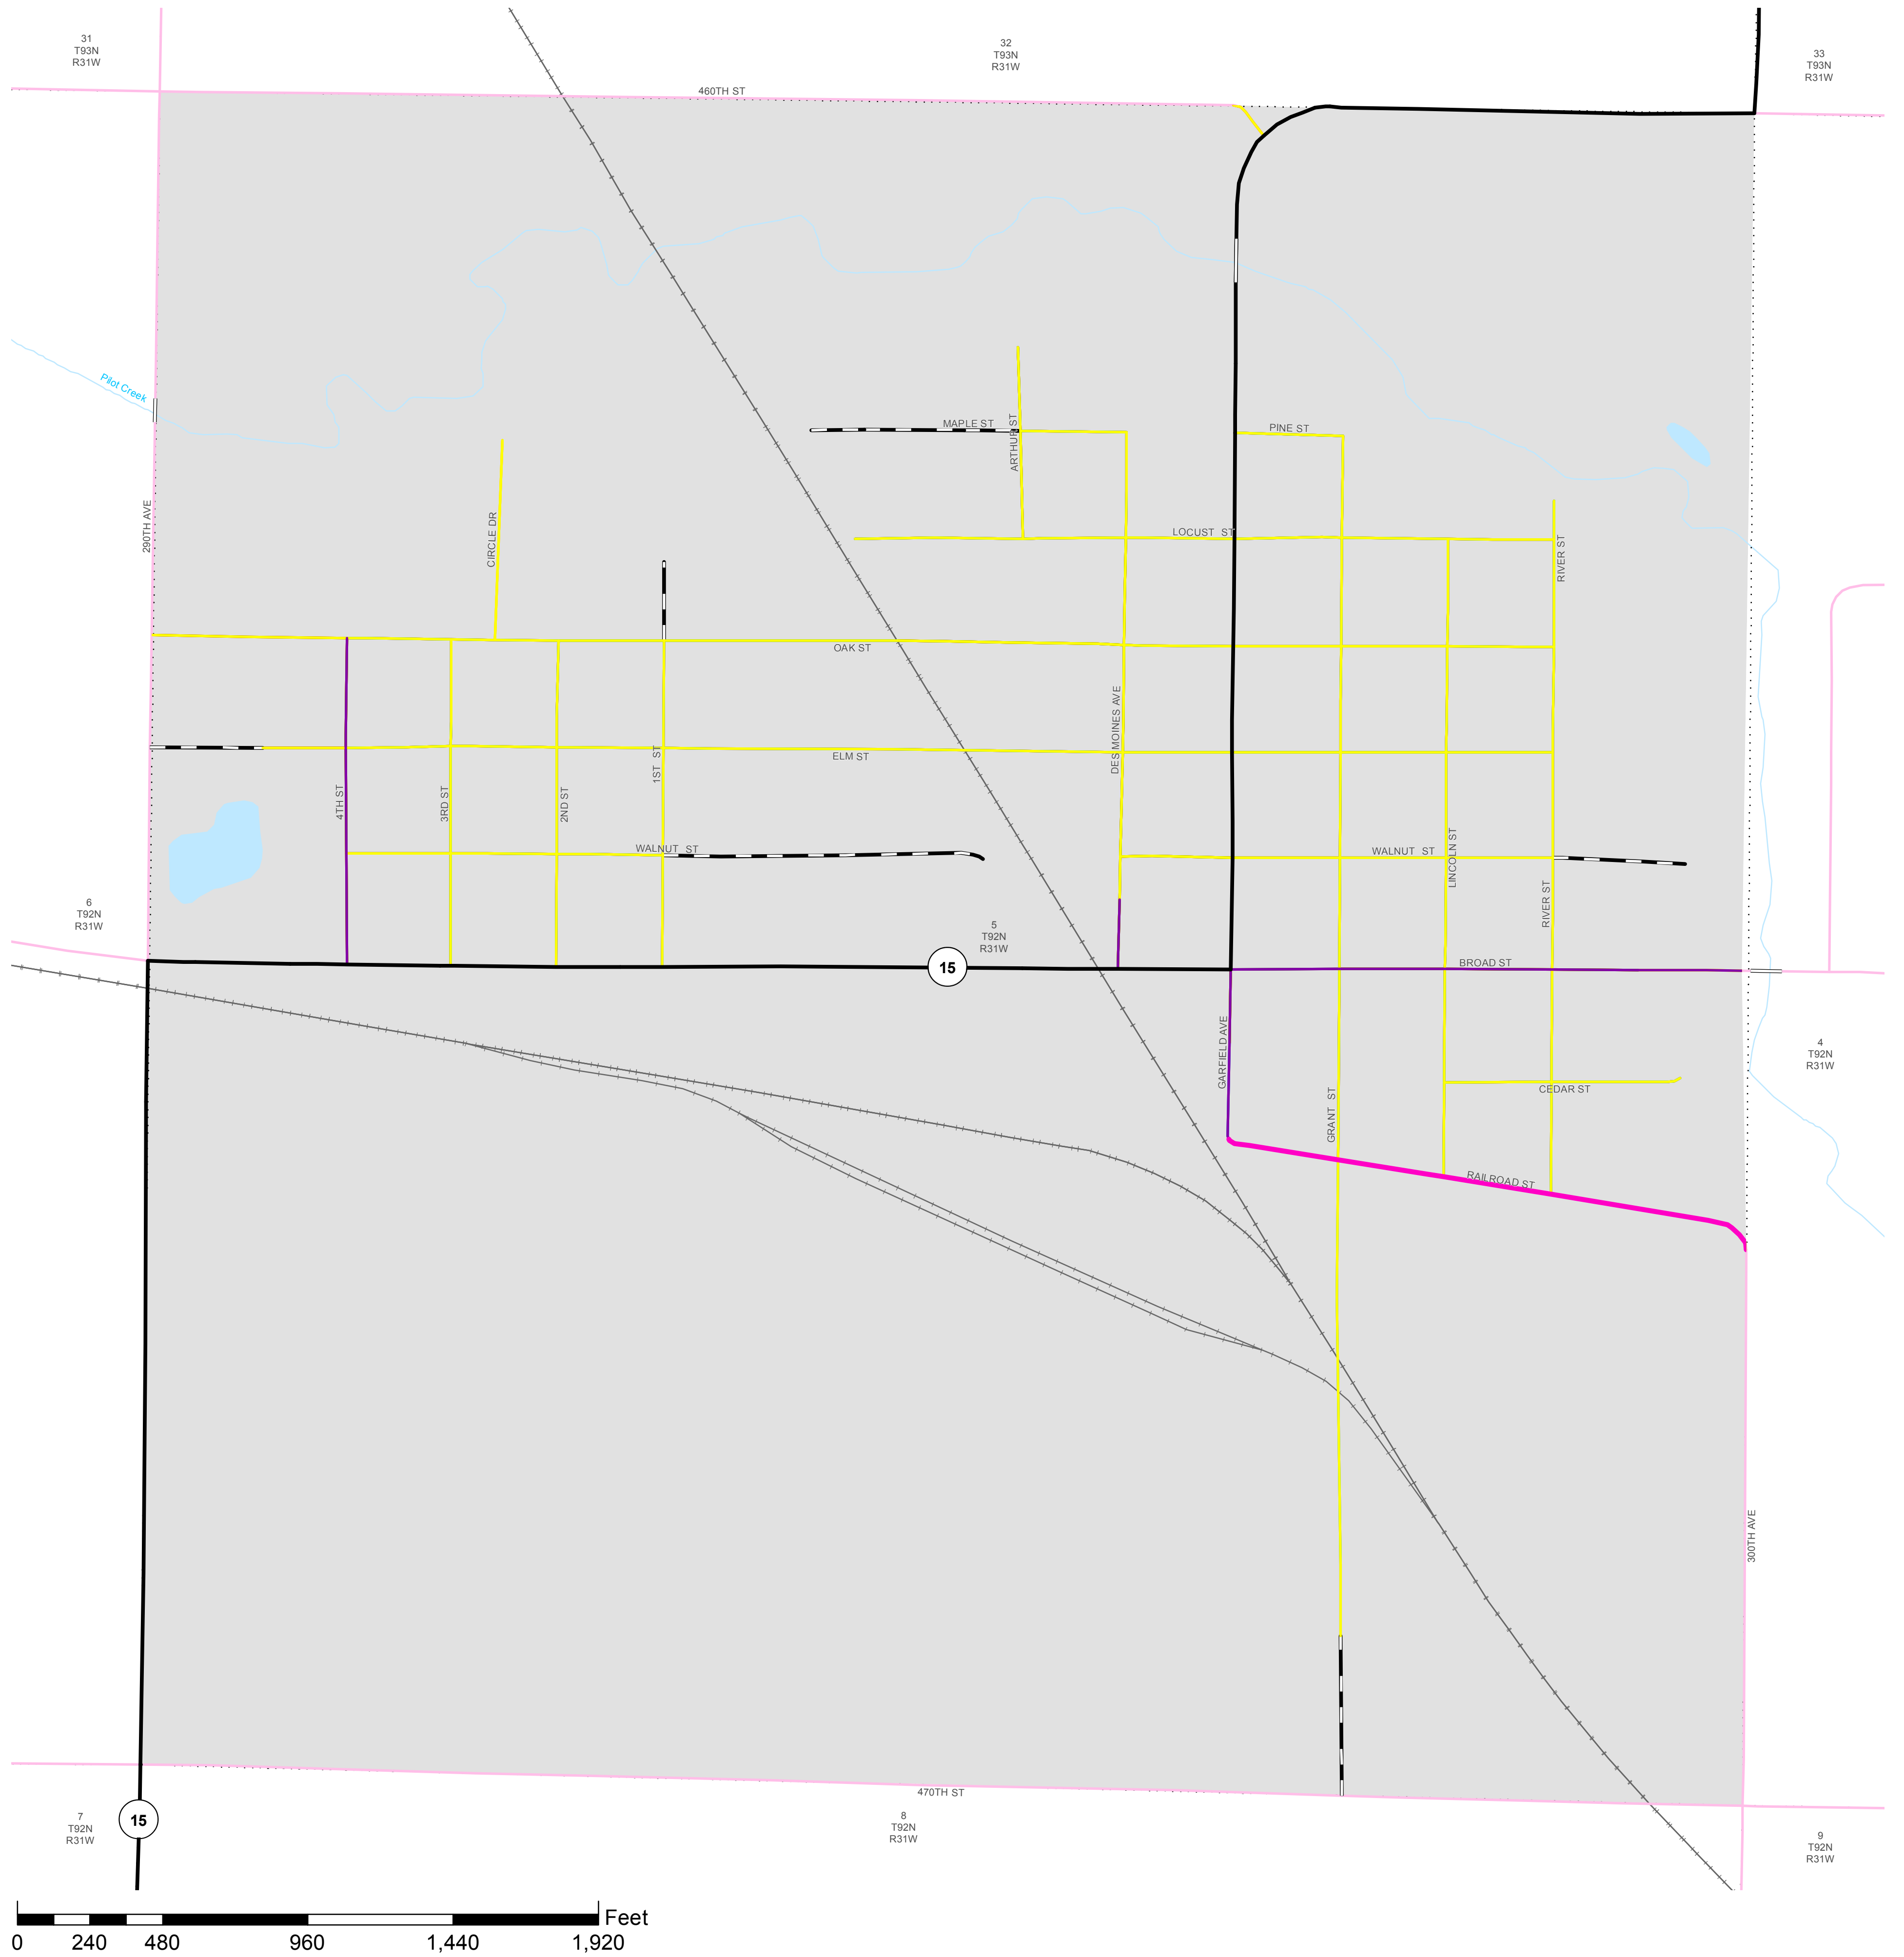 31
T93N
R31W
32
T93N
R31W
33
T93N
R31W
460TH ST
Pilot Creek
290TH AVE
MAPLE ST
ARTHUR ST
PINE ST
CIRCLE DR
LOCUST ST
RIVER ST
OAK ST
DES MOINES AVE
ELM ST
1ST ST
4TH ST
3RD ST
2ND ST
WALNUT ST
WALNUT ST
LINCOLN ST
RIVER ST
6
T92N
R31W
5
T92N
R31W
15
BROAD ST
GARFIELD AVE
4
T92N
R31W
CEDAR ST
GRANT ST
RAILROAD ST
300TH AVE
470TH ST
7
T92N
R31W
15
8
T92N
R31W
9
T92N
R31W
Feet
0 240 480 960 1,440 1,920